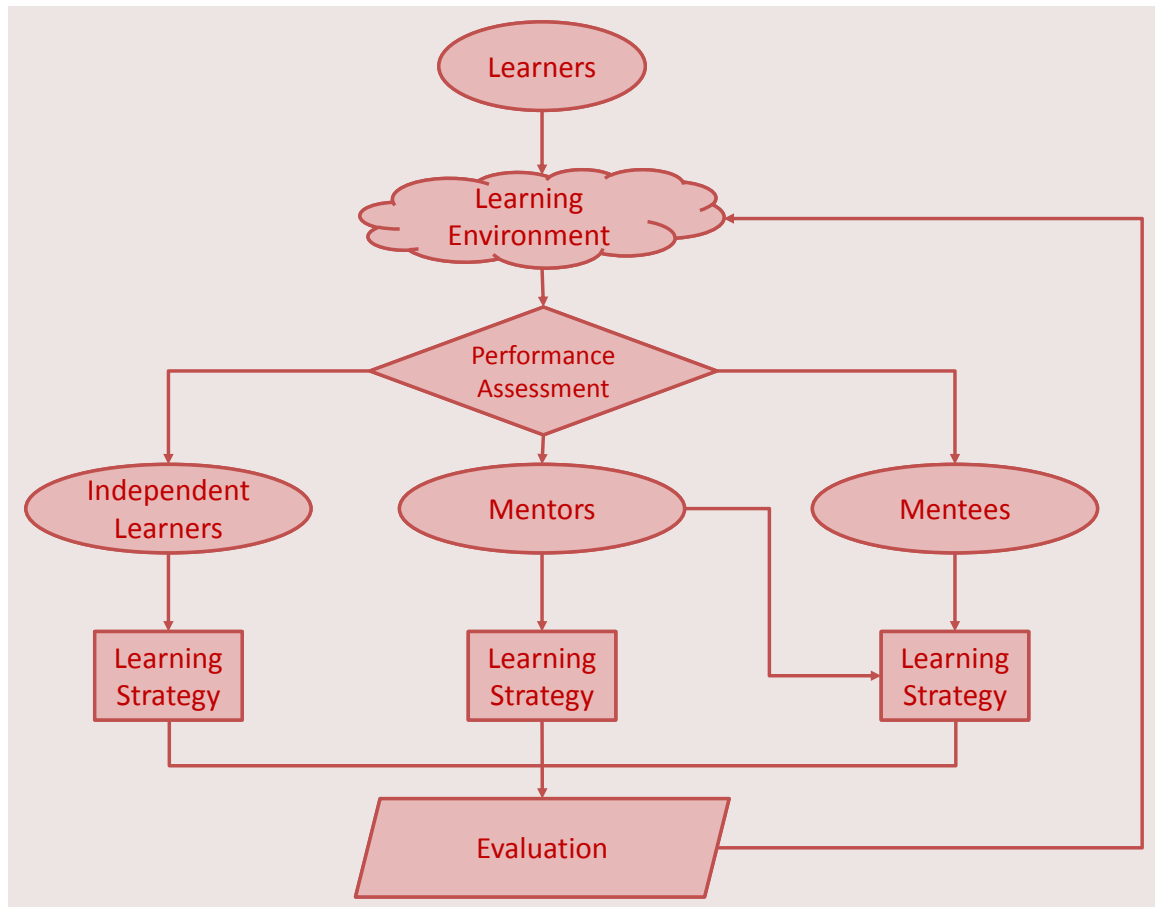 Learners
Learning
Environment
Performance
Assessment
Independent
Learners
Mentors
Mentees
Learning
Strategy
Learning
Strategy
Learning
Strategy
Evaluation